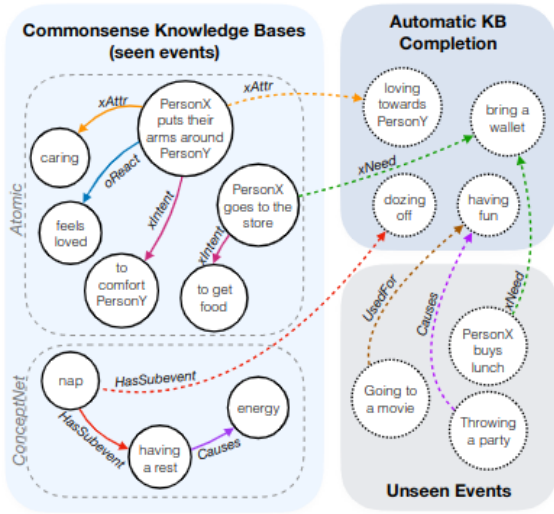 Commonsense Knowledge Bases
(seen events)
Automatic KB
Completion
Atomic
xAttr
PersonX
puts their
arms around
PersonY
caring
oReact
feels
loved
xIntent
to
comfort
PersonY
PersonX
goes to the
store
xIntent
to get
food
xAttr
loving
towards
PersonY
bring a
wallet
xNeed
dozing
off
having
fun
ConceptNet
nap
HasSubevent
HasSubevent
having
a rest
Causes
energy
UsedFor
Causes
xNeed
PersonX
buys
lunch
Going to
a movie
Throwing
a party
Unseen Events